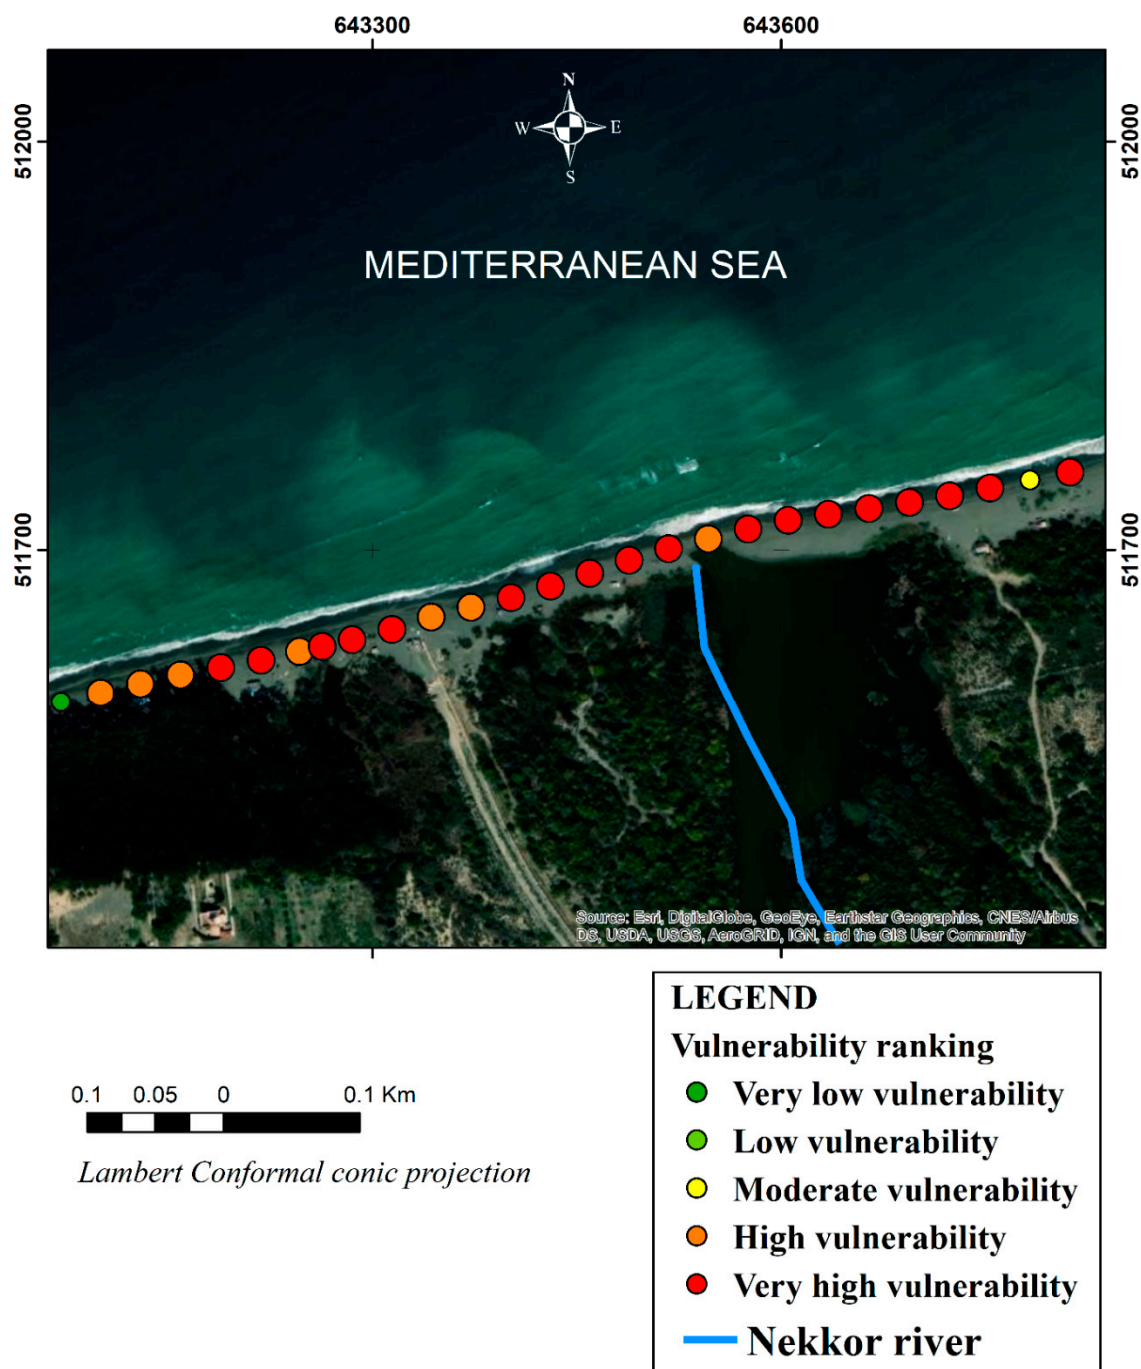 643300
643600
512000
512000
N
W
E
S
MEDITERRANEAN SEA
511700
511700
Source: Esri, DigitalGlobe, GeoEye, Earthstar Geographics, CNES/Airbus
DS, USDA, USGS, AeroGRID, IGN, and the GIS User Community
LEGEND
Vulnerability ranking
Very low vulnerability
Low vulnerability
Moderate vulnerability
High vulnerability
Very high vulnerability
Nekkor river
0.1 0.05 0 0.1 Km
Lambert Conformal conic projection